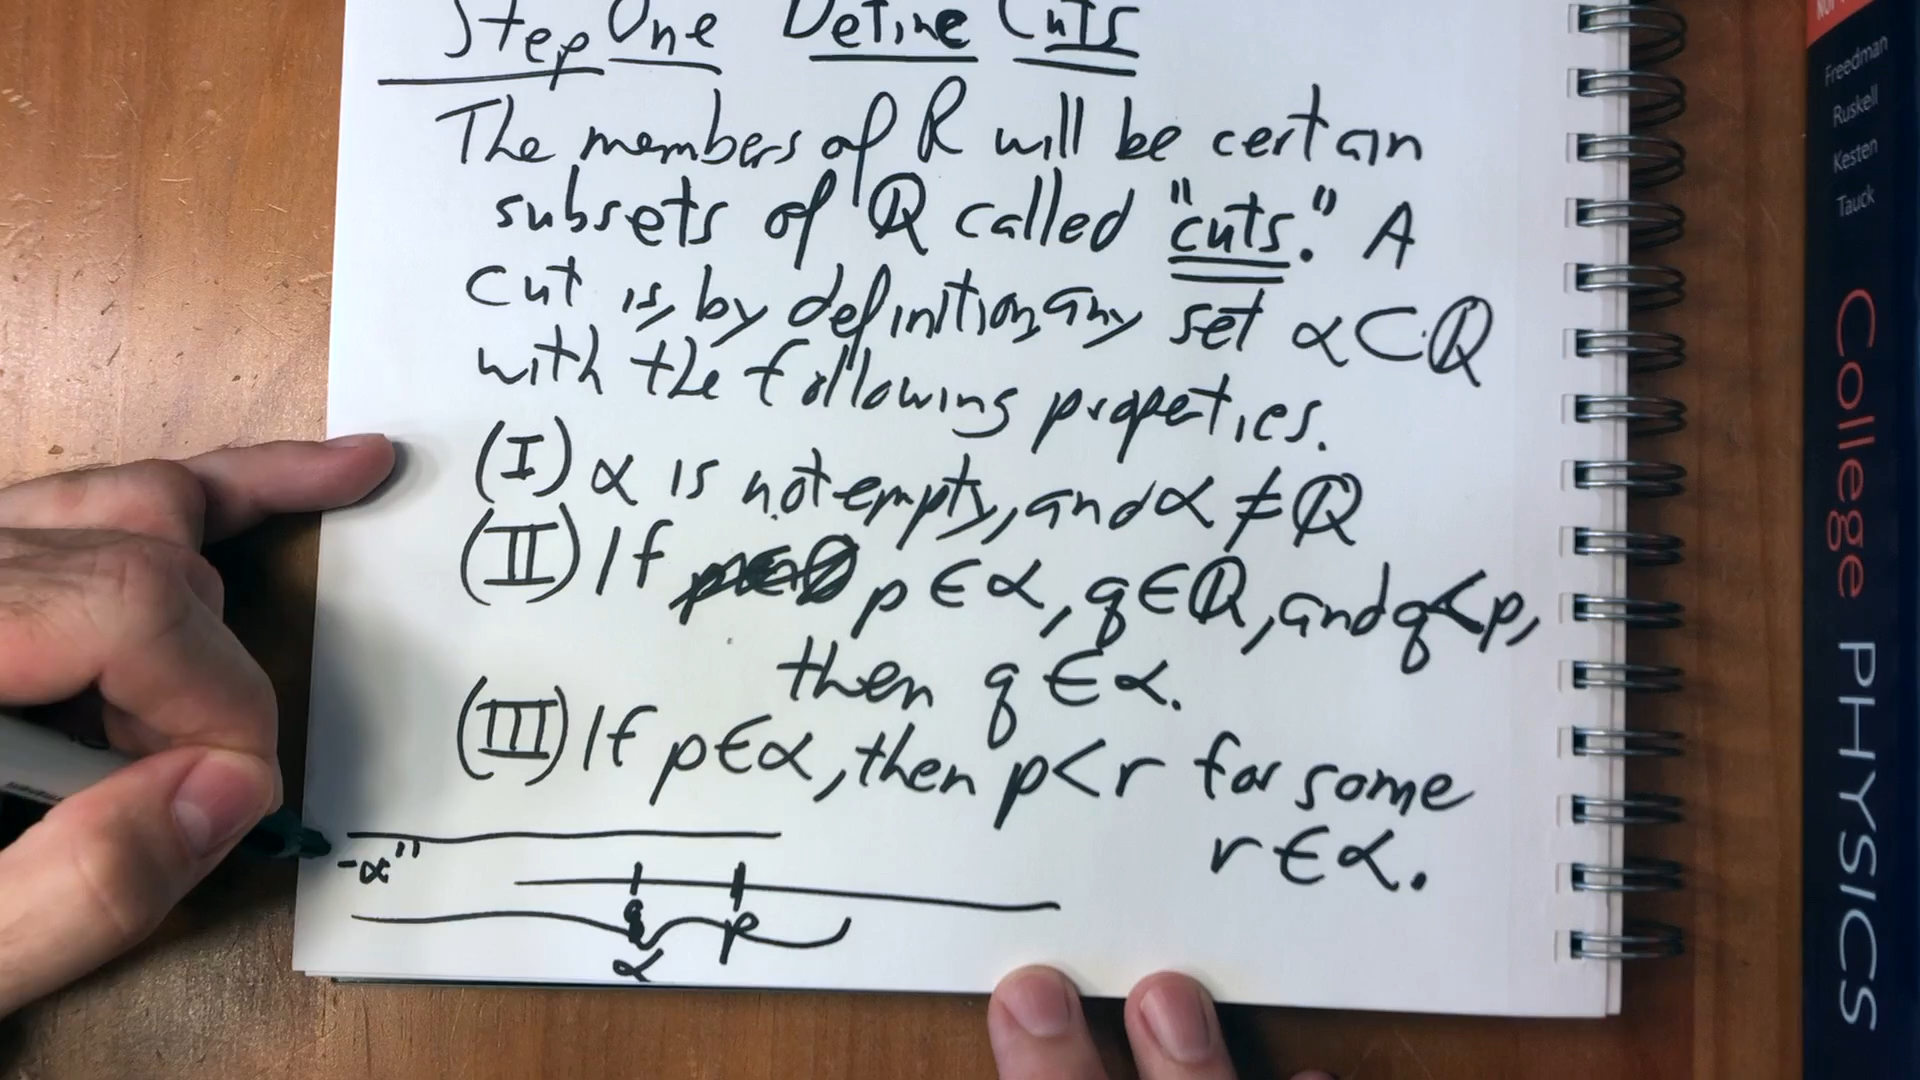 Step One Define Cuts
The members of R will be certain
subsets of ℚ called "cuts." A
cut is, by definition, any set α⊂ℚ
with the following properties.
(I) α is not empty, and α ≠ ℚ
(II) If p∈α, q∈ℚ, and q<p,
then q∈α.
(III) If p∈α, then p<r for some
r∈α.
-∞"
q p
α
Freedman
Ruskell
Kesten
Tauck
College PHYSICS